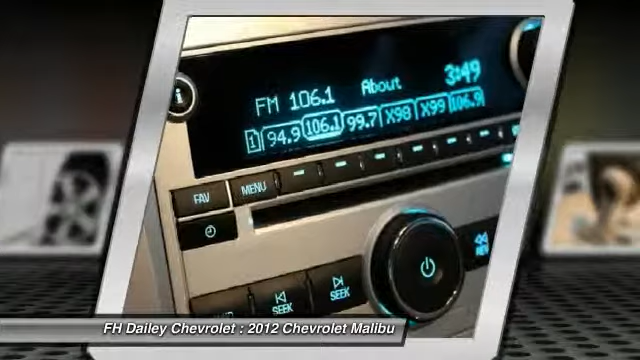 i
FM 106.1 About 3:49
1 94.9 106.1 99.7 X98 X99 106.9
FAV MENU
SEEK SEEK REV
FH Dailey Chevrolet : 2012 Chevrolet Malibu